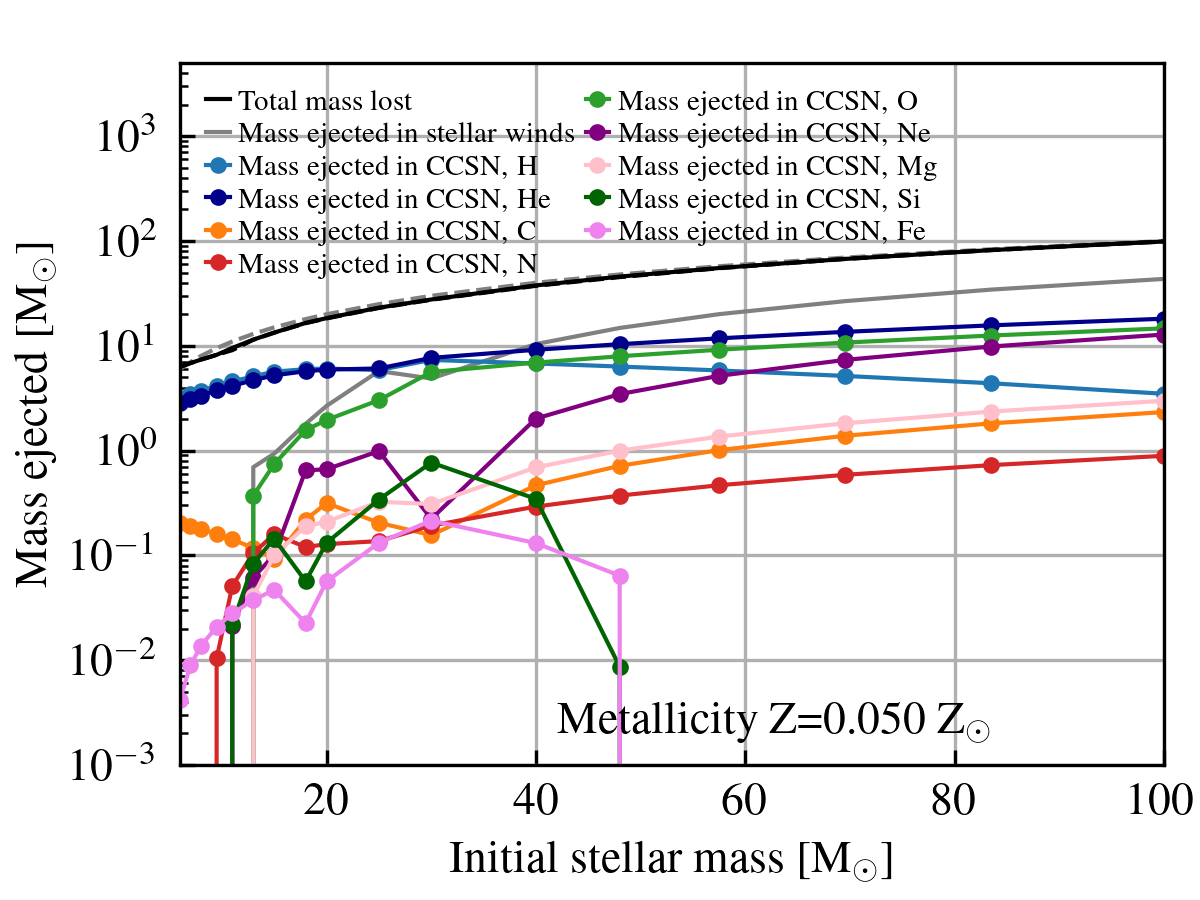 Total mass lost
Mass ejected in stellar winds
Mass ejected in CCSN, H
Mass ejected in CCSN, He
Mass ejected in CCSN, C
Mass ejected in CCSN, N
Mass ejected in CCSN, O
Mass ejected in CCSN, Ne
Mass ejected in CCSN, Mg
Mass ejected in CCSN, Si
Mass ejected in CCSN, Fe
Mass ejected [M⊙]
10³
10²
10¹
10⁰
10⁻¹
10⁻²
10⁻³
Metallicity Z=0.050 Z⊙
20 40 60 80 100
Initial stellar mass [M⊙]